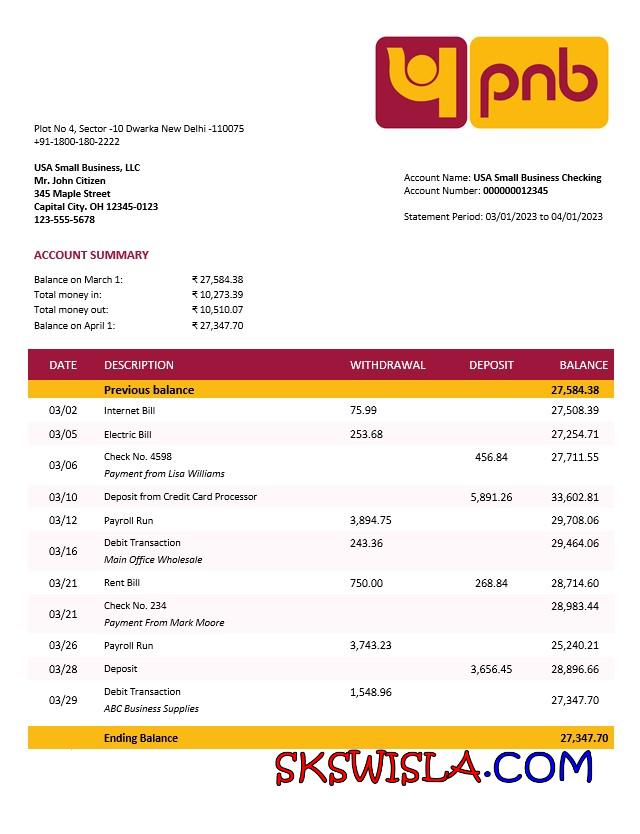 प pnb
Plot No 4, Sector -10 Dwarka New Delhi -110075
+91-1800-180-2222
USA Small Business, LLC
Mr. John Citizen
345 Maple Street
Capital City. OH 12345-0123
123-555-5678
Account Name: USA Small Business Checking
Account Number: 000000012345
Statement Period: 03/01/2023 to 04/01/2023
ACCOUNT SUMMARY
Balance on March 1: ₹ 27,584.38
Total money in: ₹ 10,273.39
Total money out: ₹ 10,510.07
Balance on April 1: ₹ 27,347.70
DATE DESCRIPTION WITHDRAWAL DEPOSIT BALANCE
Previous balance 27,584.38
03/02 Internet Bill 75.99 27,508.39
03/05 Electric Bill 253.68 27,254.71
03/06 Check No. 4598 456.84 27,711.55
Payment from Lisa Williams
03/10 Deposit from Credit Card Processor 5,891.26 33,602.81
03/12 Payroll Run 3,894.75 29,708.06
03/16 Debit Transaction 243.36 29,464.06
Main Office Wholesale
03/21 Rent Bill 750.00 268.84 28,714.60
03/21 Check No. 234 28,983.44
Payment From Mark Moore
03/26 Payroll Run 3,743.23 25,240.21
03/28 Deposit 3,656.45 28,896.66
03/29 Debit Transaction 1,548.96 27,347.70
ABC Business Supplies
Ending Balance 27,347.70
SKSWISLA.COM